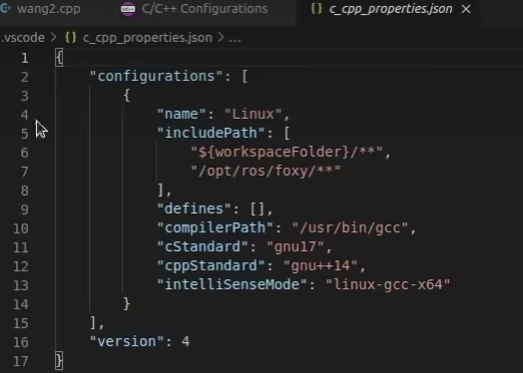 wang2.cpp C/C++ Configurations {} c_cpp_properties.json ×
.vscode > {} c_cpp_properties.json > ...
1 {
2 "configurations": [
3 {
4 "name": "Linux",
5 "includePath": [
6 "${workspaceFolder}/**",
7 "/opt/ros/foxy/**"
8 ],
9 "defines": [],
10 "compilerPath": "/usr/bin/gcc",
11 "cStandard": "gnu17",
12 "cppStandard": "gnu++14",
13 "intelliSenseMode": "linux-gcc-x64"
14 }
15 ],
16 "version": 4
17 }